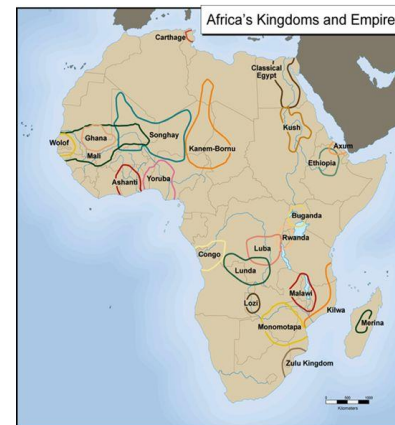 Africa's Kingdoms and Empire
Carthage
Classical
Egypt
Kush
Axum
Ethiopia
Wolof
Ghana
Mali
Songhay
Kanem-Bornu
Ashanti
Yoruba
Buganda
Rwanda
Congo
Luba
Lunda
Malawi
Lozi
Kilwa
Monomotapa
Merina
Zulu Kingdom
Kilometers